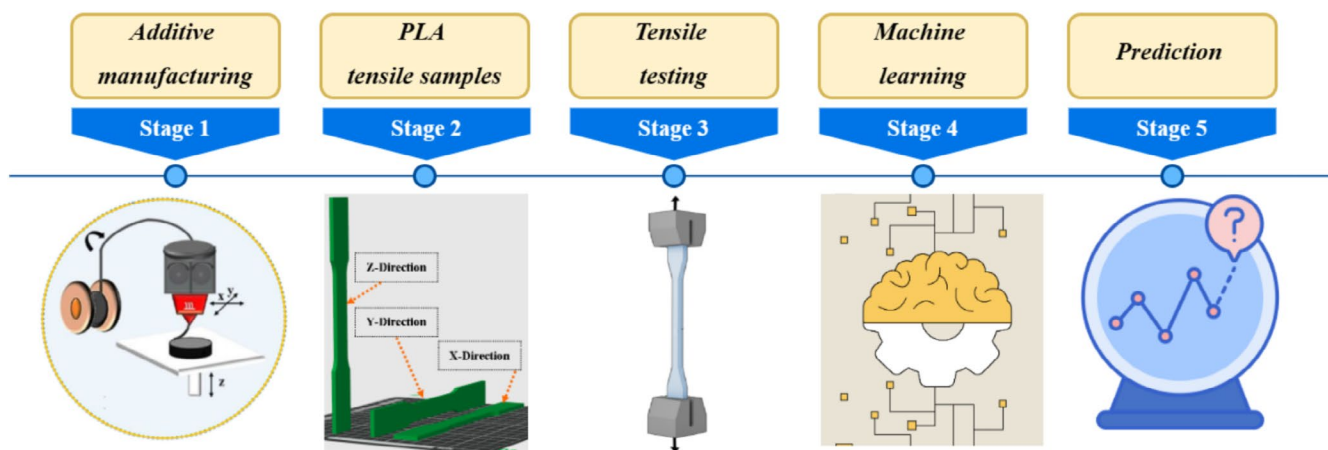 Additive
manufacturing
PLA
tensile samples
Tensile
testing
Machine
learning
Prediction
Stage 1
Stage 2
Stage 3
Stage 4
Stage 5
x
y
z
Z-Direction
Y-Direction
X-Direction
?